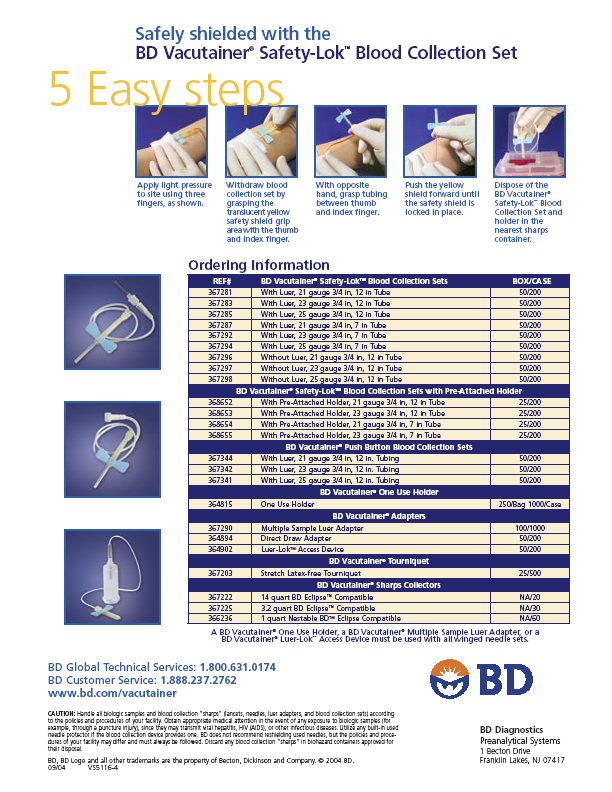 Safely shielded with the
BD Vacutainer® Safety-Lok™ Blood Collection Set
5 Easy steps
Apply light pressure
to site using three
fingers, as shown.
Withdraw blood
collection set by
grasping the
translucent yellow
safety shield grip
area with the thumb
and index finger.
With opposite
hand, grasp tubing
between thumb
and index finger.
Push the yellow
shield forward until
the safety shield is
locked in place.
Dispose of the
BD Vacutainer®
Safety-Lok™ Blood
Collection Set and
holder in the
nearest sharps
container.
Ordering Information
REF# BD Vacutainer® Safety-Lok™ Blood Collection Sets BOX/CASE
367281 With Luer, 21 gauge 3/4 in, 12 in Tube 50/200
367283 With Luer, 23 gauge 3/4 in, 12 in Tube 50/200
367285 With Luer, 25 gauge 3/4 in, 12 in Tube 50/200
367287 With Luer, 21 gauge 3/4 in, 7 in Tube 50/200
367292 With Luer, 23 gauge 3/4 in, 7 in Tube 50/200
367294 With Luer, 25 gauge 3/4 in, 7 in Tube 50/200
367296 Without Luer, 21 gauge 3/4 in, 12 in Tube 50/200
367297 Without Luer, 23 gauge 3/4 in, 12 in Tube 50/200
367298 Without Luer, 25 gauge 3/4 in, 12 in Tube 50/200
BD Vacutainer® Safety-Lok™ Blood Collection Sets with Pre-Attached Holder
368652 With Pre-Attached Holder, 21 gauge 3/4 in, 12 in Tube 25/200
368653 With Pre-Attached Holder, 23 gauge 3/4 in, 12 in Tube 25/200
368654 With Pre-Attached Holder, 21 gauge 3/4 in, 7 in Tube 25/200
368655 With Pre-Attached Holder, 23 gauge 3/4 in, 7 in Tube 25/200
BD Vacutainer® Push Button Blood Collection Sets
367344 With Luer, 21 gauge 3/4 in, 12 in. Tubing 50/200
367342 With Luer, 23 gauge 3/4 in, 12 in. Tubing 50/200
367341 With Luer, 25 gauge 3/4 in, 12 in. Tubing 50/200
BD Vacutainer® One Use Holder
364815 One Use Holder 250/Bag 1000/Case
BD Vacutainer® Adapters
367290 Multiple Sample Luer Adapter 100/1000
364894 Direct Draw Adapter 50/200
364902 Luer-Lok™ Access Device 50/200
BD Vacutainer® Tourniquet
367203 Stretch Latex-free Tourniquet 25/500
BD Vacutainer® Sharps Collectors
367222 14 quart BD Eclipse™ Compatible NA/20
367225 3.2 quart BD Eclipse™ Compatible NA/30
366236 1 quart Nestable BD™ Eclipse Compatible NA/60
A BD Vacutainer® One Use Holder, a BD Vacutainer® Multiple Sample Luer Adapter, or a
BD Vacutainer® Luer-Lok™ Access Device must be used with all winged needle sets.
BD Global Technical Services: 1.800.631.0174
BD Customer Service: 1.888.237.2762
www.bd.com/vacutainer
BD
CAUTION: Handle all biologic samples and blood collection "sharps" (lancets, needles, luer adapters, and blood collection sets) according
to the policies and procedures of your facility. Obtain appropriate medical attention in the event of any exposure to biologic samples (for
example, through a puncture injury), since they may transmit viral hepatitis, HIV (AIDS), or other infectious diseases. Utilize any built-in used
needle protector if the blood collection device provides one. BD does not recommend reshielding used needles, but the policies and proce-
dures of your facility may differ and must always be followed. Discard any blood collection "sharps" in biohazard containers approved for
their disposal.
BD, BD Logo and all other trademarks are the property of Becton, Dickinson and Company. © 2004 BD.
09/04 VS5116-4
BD Diagnostics
Preanalytical Systems
1 Becton Drive
Franklin Lakes, NJ 07417